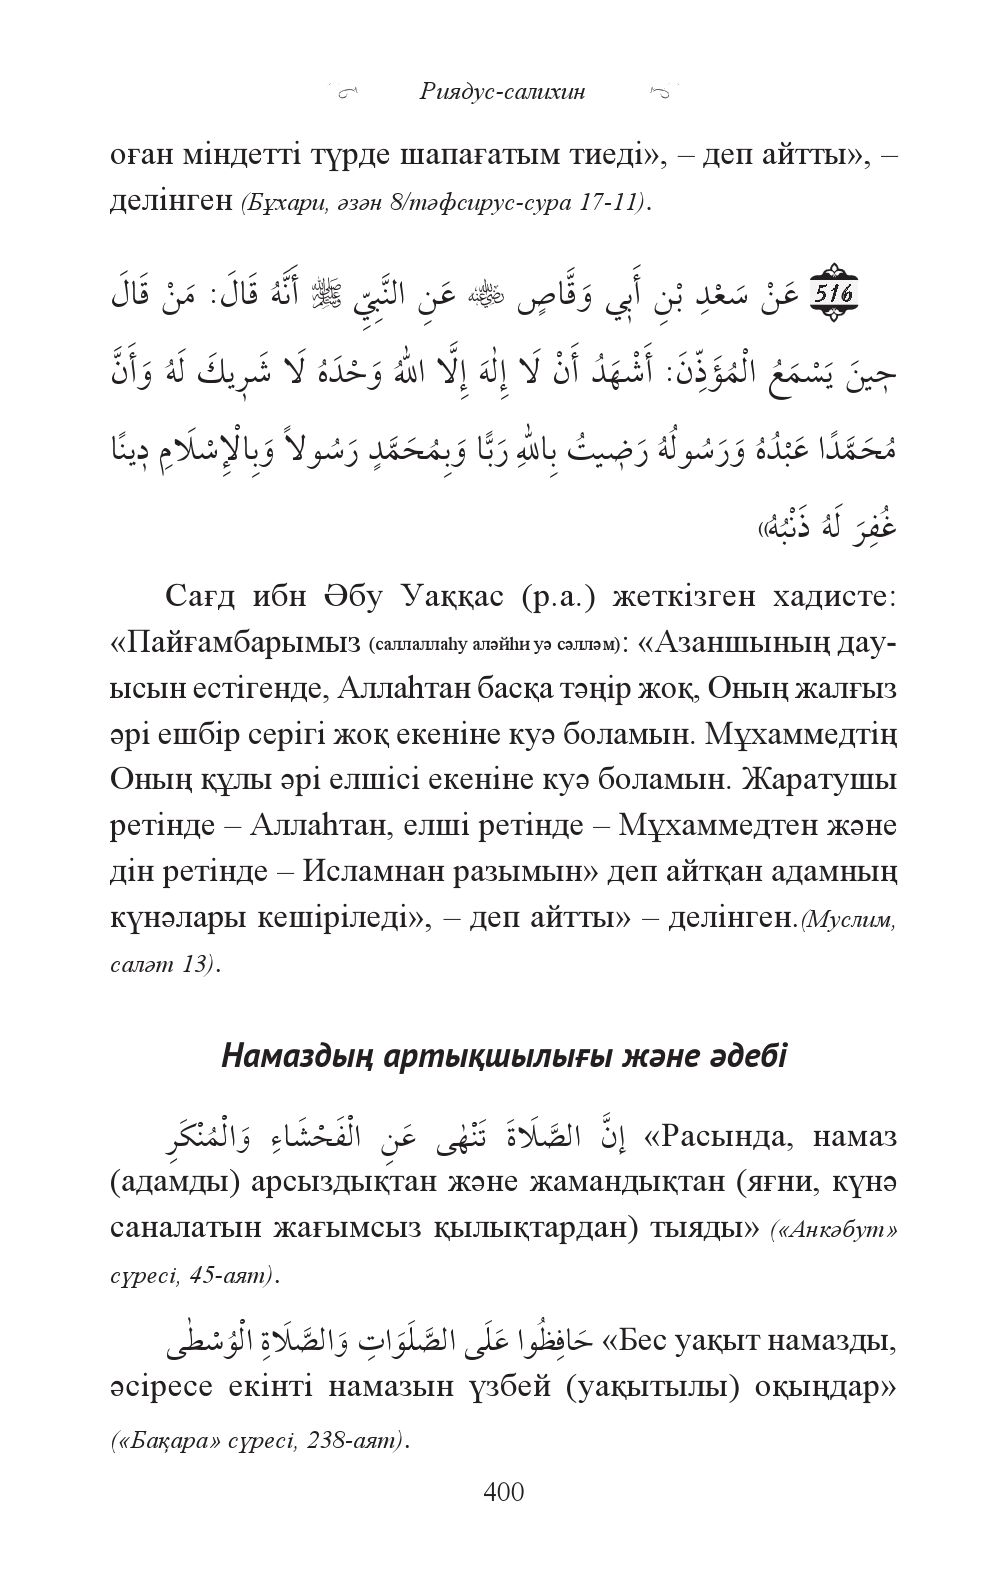 Риядус-салихин
оған міндетті түрде шапағатым тиеді», – деп айтты», –
делінген (Бұхари, әзән 8/тәфсирус-сура 17-11).
516 عَنْ سَعْدِ بْنِ أَبِي وَقَّاصٍ رضي الله عنه عَنِ النَّبِيِّ ﷺ أَنَّهُ قَالَ: مَنْ قَالَ
حِينَ يَسْمَعُ الْمُؤَذِّنَ: أَشْهَدُ أَنْ لَا إِلٰهَ إِلَّا اللهُ وَحْدَهُ لَا شَرِيكَ لَهُ وَأَنَّ
مُحَمَّدًا عَبْدُهُ وَرَسُولُهُ رَضِيتُ بِاللهِ رَبًّا وَبِمُحَمَّدٍ رَسُولاً وَبِالْإِسْلَامِ دِينًا
غُفِرَ لَهُ ذَنْبُهُ»
Сағд ибн Әбу Уаққас (р.а.) жеткізген хадисте:
«Пайғамбарымыз (саллаллаһу аләйһи уә сәлләм): «Азаншының дау-
ысын естігенде, Аллаһтан басқа тәңір жоқ, Оның жалғыз
әрі ешбір серігі жоқ екеніне куә боламын. Мұхаммедтің
Оның құлы әрі елшісі екеніне куә боламын. Жаратушы
ретінде – Аллаһтан, елші ретінде – Мұхаммедтен және
дін ретінде – Исламнан разымын» деп айтқан адамның
күнәлары кешіріледі», – деп айтты» – делінген.(Муслим,
саләт 13).
Намаздың артықшылығы және әдебі
إِنَّ الصَّلَاةَ تَنْهٰى عَنِ الْفَحْشَاءِ وَالْمُنْكَرِ «Расында, намаз
(адамды) арсыздықтан және жамандықтан (яғни, күнә
саналатын жағымсыз қылықтардан) тыяды» («Анкәбут»
сүресі, 45-аят).
حَافِظُوا عَلَى الصَّلَوَاتِ وَالصَّلَاةِ الْوُسْطٰى «Бес уақыт намазды,
әсіресе екінті намазын үзбей (уақытылы) оқыңдар»
(«Бақара» сүресі, 238-аят).
400